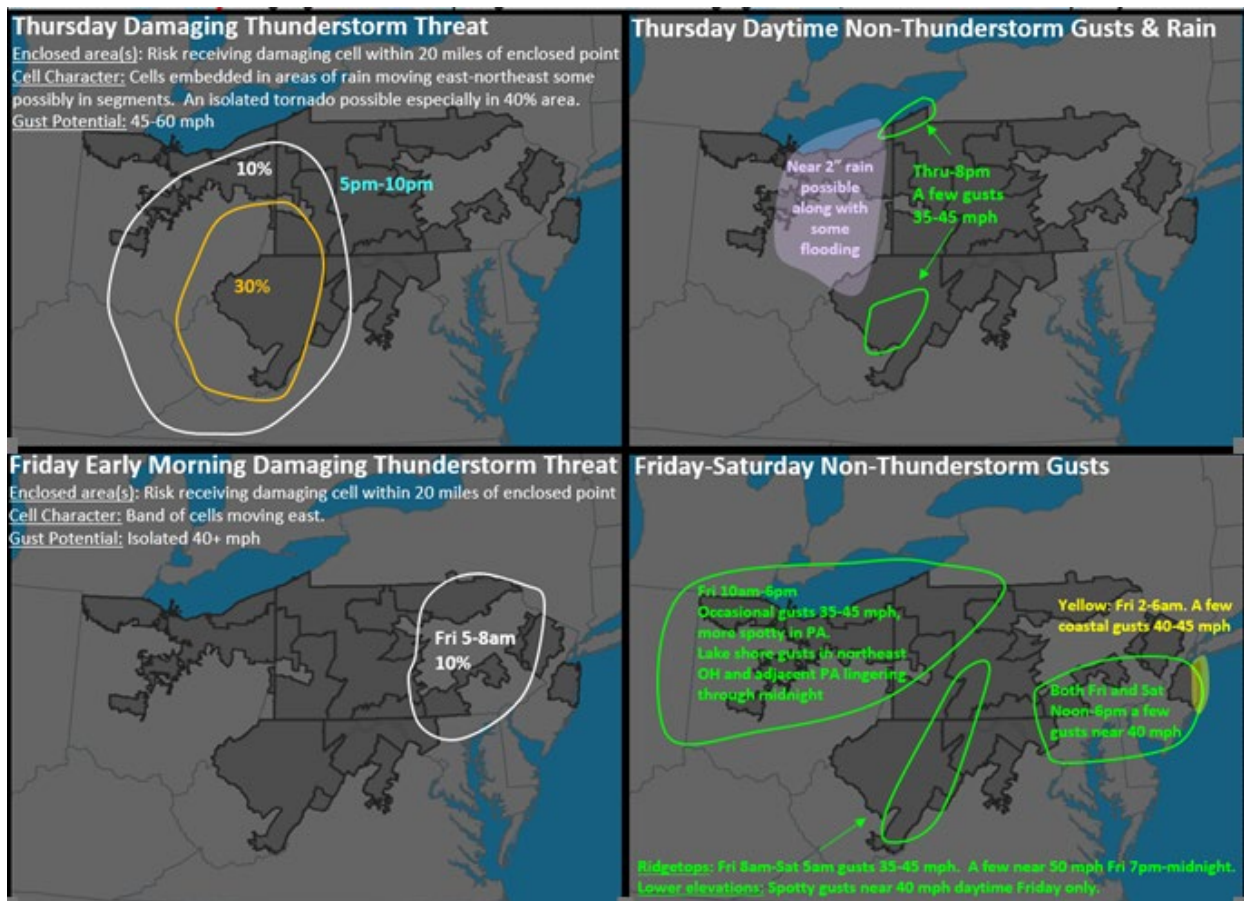 Thursday Damaging Thunderstorm Threat
Enclosed area(s): Risk receiving damaging cell within 20 miles of enclosed point
Cell Character: Cells embedded in areas of rain moving east-northeast some
possibly in segments. An isolated tornado possible especially in 40% area.
Gust Potential: 45-60 mph
10%
5pm-10pm
30%
Thursday Daytime Non-Thunderstorm Gusts & Rain
Near 2" rain
possible
along with
some
flooding
Thru-8pm
A few gusts
35-45 mph
Friday Early Morning Damaging Thunderstorm Threat
Enclosed area(s): Risk receiving damaging cell within 20 miles of enclosed point
Cell Character: Band of cells moving east.
Gust Potential: Isolated 40+ mph
Fri 5-8am
10%
Friday-Saturday Non-Thunderstorm Gusts
Fri 10am-6pm
Occasional gusts 35-45 mph,
more spotty in PA.
Lake shore gusts in northeast
OH and adjacent PA lingering
through midnight
Yellow: Fri 2-6am. A few
coastal gusts 40-45 mph
Both Fri and Sat
Noon-6pm a few
gusts near 40 mph
Ridgetops: Fri 8am-Sat 5am gusts 35-45 mph. A few near 50 mph Fri 7pm-midnight.
Lower elevations: Spotty gusts near 40 mph daytime Friday only.